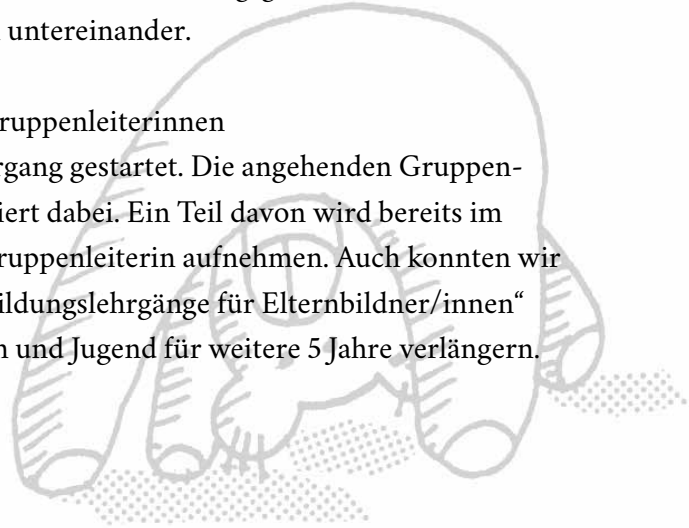 untereinander.
ruppenleiterinnen
rgang gestartet. Die angehenden Gruppen-
iert dabei. Ein Teil davon wird bereits im
ruppenleiterin aufnehmen. Auch konnten wir
ildungslehrgänge für Elternbildner/innen“
n und Jugend für weitere 5 Jahre verlängern.